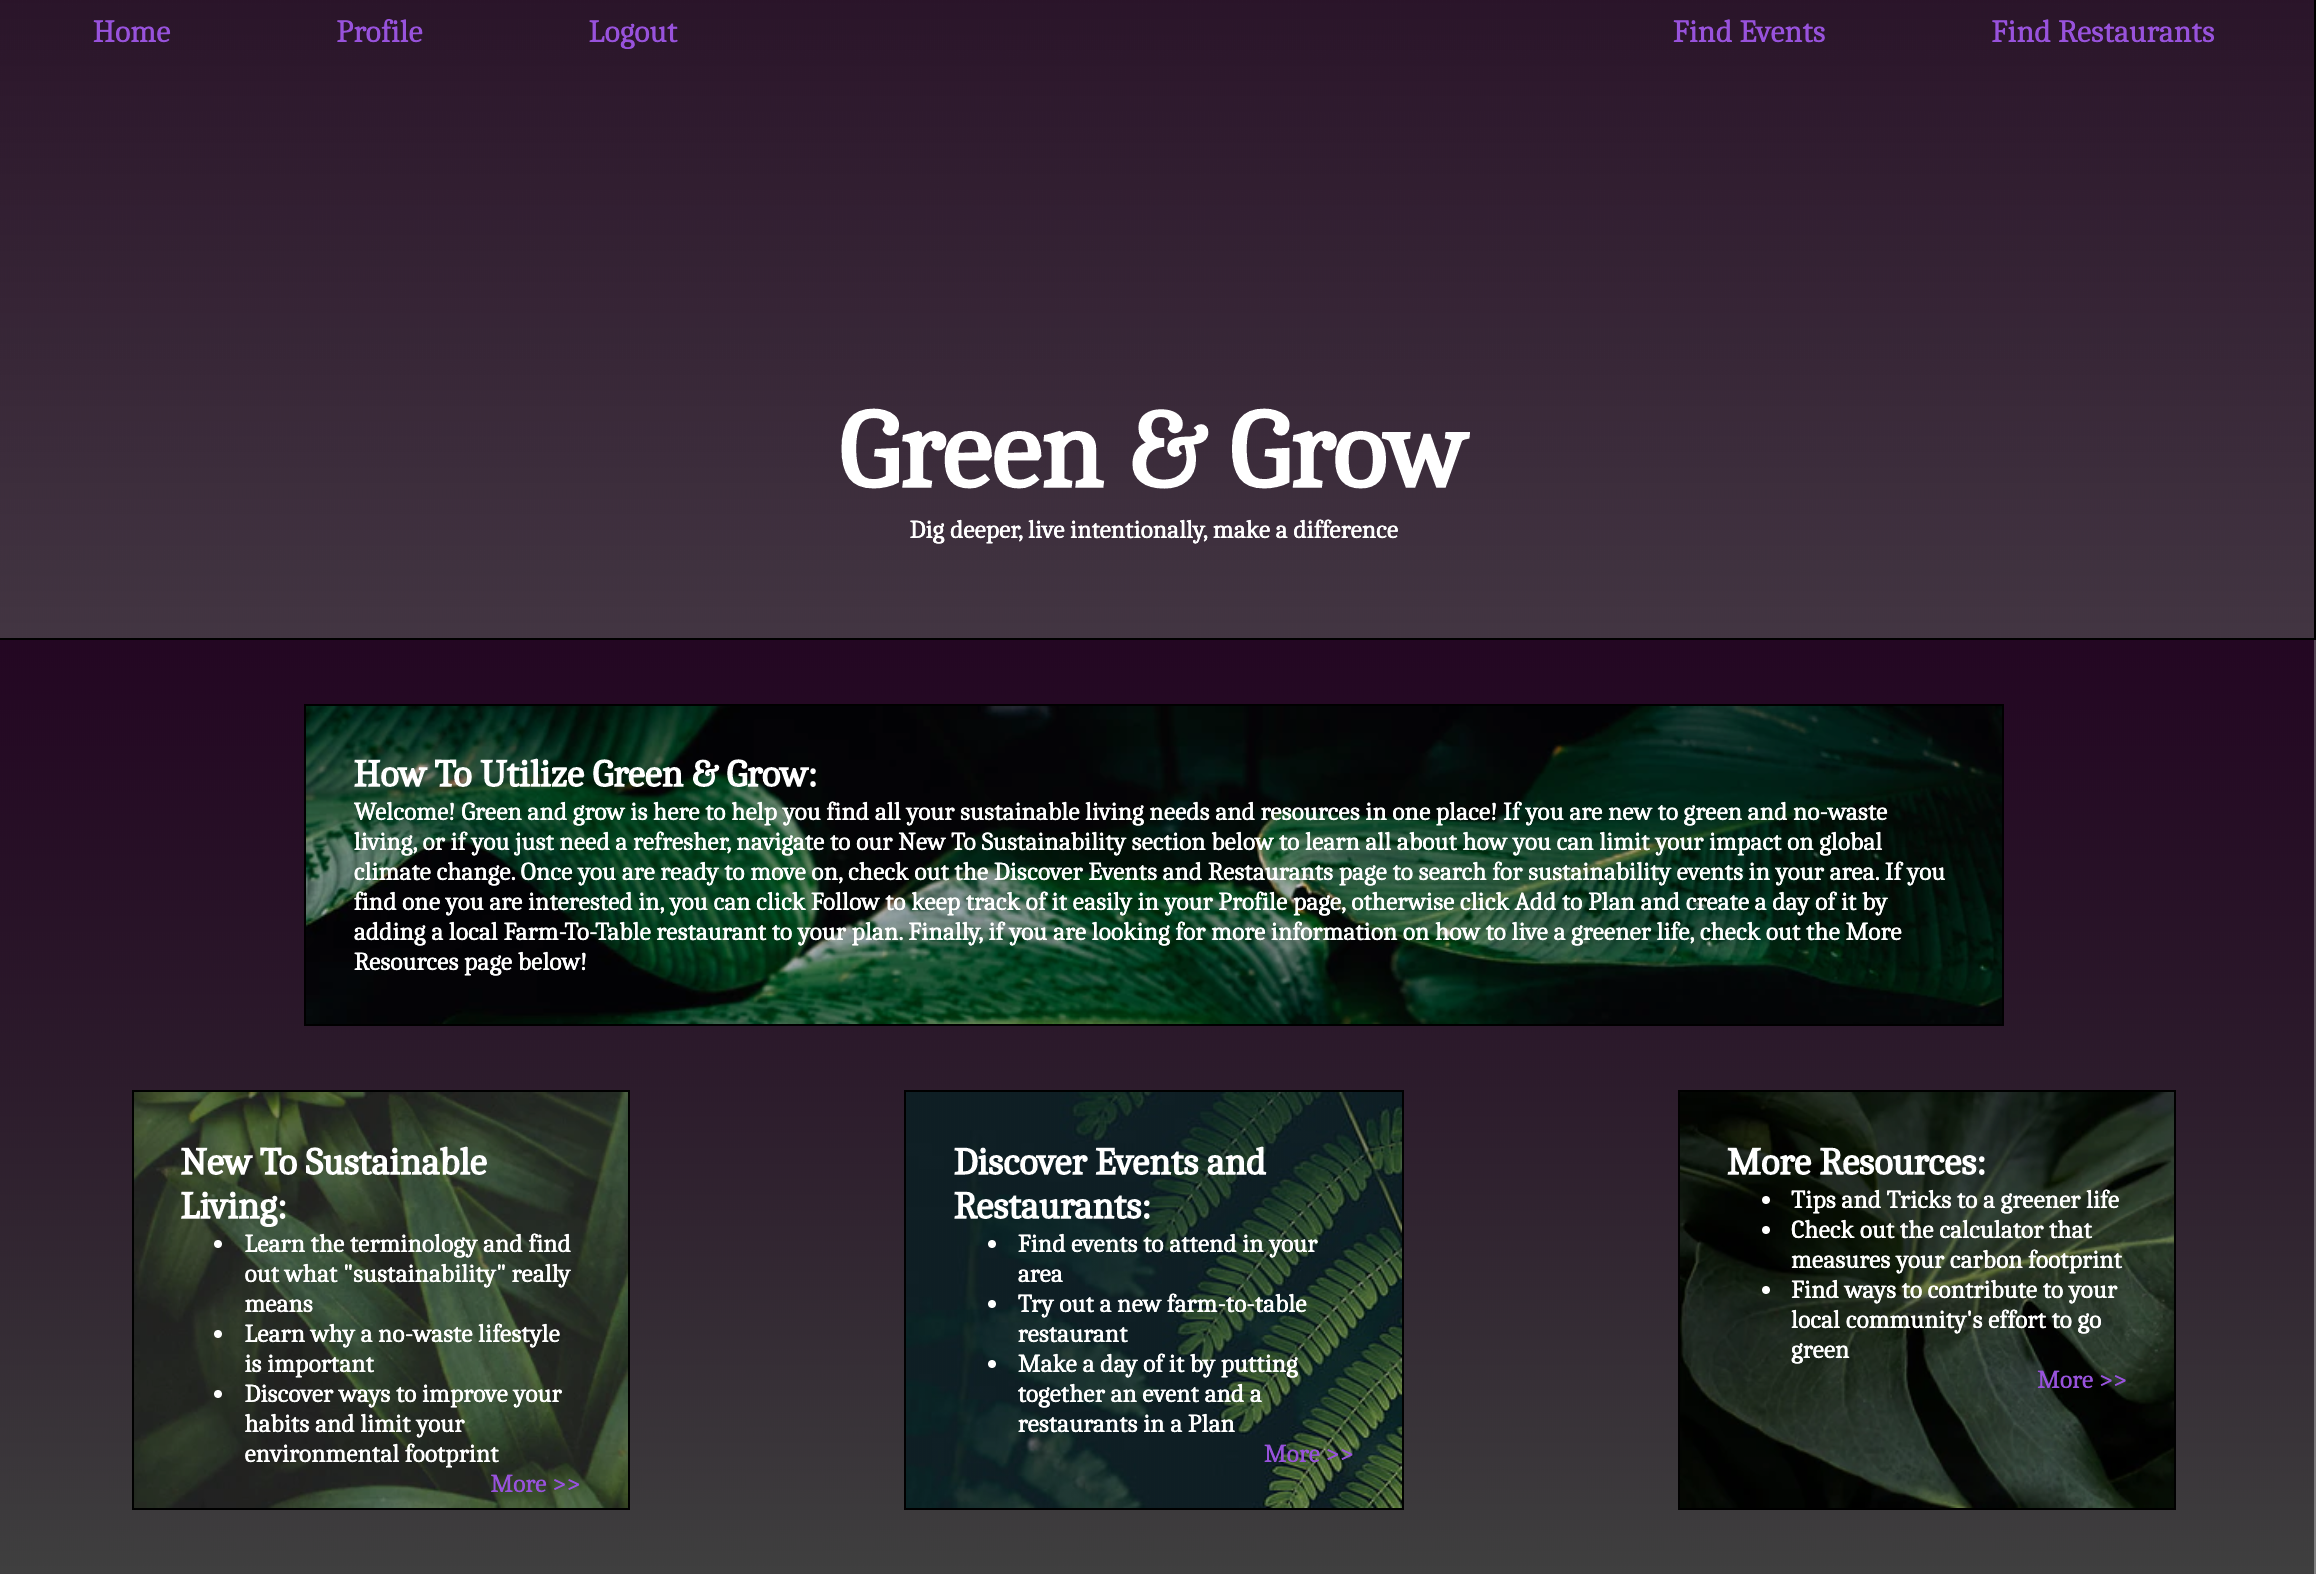 Home Profile Logout Find Events Find Restaurants
Green & Grow
Dig deeper, live intentionally, make a difference
How To Utilize Green & Grow:
Welcome! Green and grow is here to help you find all your sustainable living needs and resources in one place! If you are new to green and no-waste
living, or if you just need a refresher, navigate to our New To Sustainability section below to learn all about how you can limit your impact on global
climate change. Once you are ready to move on, check out the Discover Events and Restaurants page to search for sustainability events in your area. If you
find one you are interested in, you can click Follow to keep track of it easily in your Profile page, otherwise click Add to Plan and create a day of it by
adding a local Farm-To-Table restaurant to your plan. Finally, if you are looking for more information on how to live a greener life, check out the More
Resources page below!
New To Sustainable
Living:
• Learn the terminology and find
out what "sustainability" really
means
• Learn why a no-waste lifestyle
is important
• Discover ways to improve your
habits and limit your
environmental footprint
More >>
Discover Events and
Restaurants:
• Find events to attend in your
area
• Try out a new farm-to-table
restaurant
• Make a day of it by putting
together an event and a
restaurants in a Plan
More >>
More Resources:
• Tips and Tricks to a greener life
• Check out the calculator that
measures your carbon footprint
• Find ways to contribute to your
local community's effort to go
green
More >>